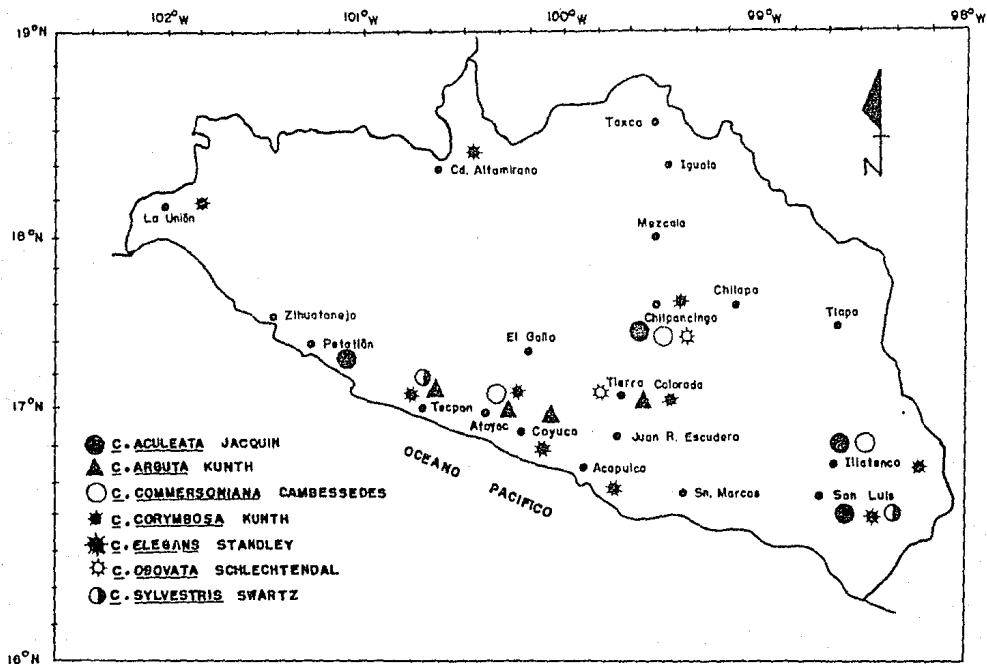 102°W 101°W 100°W 99°W 98°W
19°N
Taxco
Iguala
Cd. Altamirano
N
La Unión
Mezcala
18°N
Chilapa
Chilpancingo
Zihuatanejo
Tlapa
El Gallo
Petatlán
Tierra Colorada
17°N
Tecpan
Atoyac
Coyuca
Juan R. Escudero
Illatenco
Acapulco
Sn. Marcos
San Luis
OCEANO PACIFICO
C. ACULEATA JACQUIN
C. ARGUTA KUNTH
C. COMMERSONIANA CAMBESSEDES
C. CORYMBOSA KUNTH
C. ELEGANS STANDLEY
C. OBOVATA SCHLECHTENDAL
C. SYLVESTRIS SWARTZ
16°N